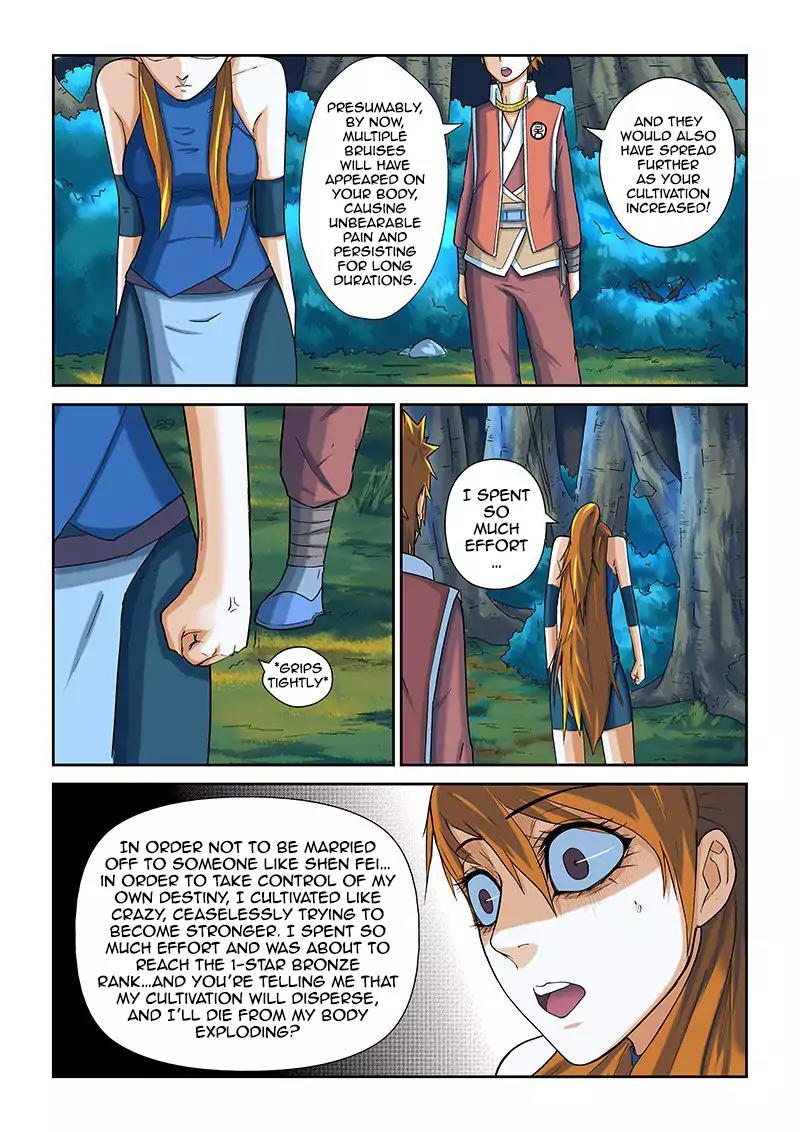 PRESUMABLY,
BY NOW,
MULTIPLE
BRUISES
WILL HAVE
APPEARED ON
YOUR BODY,
CAUSING
UNBEARABLE
PAIN AND
PERSISTING
FOR LONG
DURATIONS.
AND THEY
WOULD ALSO
HAVE SPREAD
FURTHER
AS YOUR
CULTIVATION
INCREASED!
*GRIPS
TIGHTLY*
I SPENT
SO
MUCH
EFFORT
...
IN ORDER NOT TO BE MARRIED
OFF TO SOMEONE LIKE SHEN FEI...
IN ORDER TO TAKE CONTROL OF MY
OWN DESTINY, I CULTIVATED LIKE
CRAZY, CEASELESSLY TRYING TO
BECOME STRONGER. I SPENT SO
MUCH EFFORT AND WAS ABOUT TO
REACH THE 1-STAR BRONZE
RANK...AND YOU'RE TELLING ME THAT
MY CULTIVATION WILL DISPERSE,
AND I'LL DIE FROM MY BODY
EXPLODING?